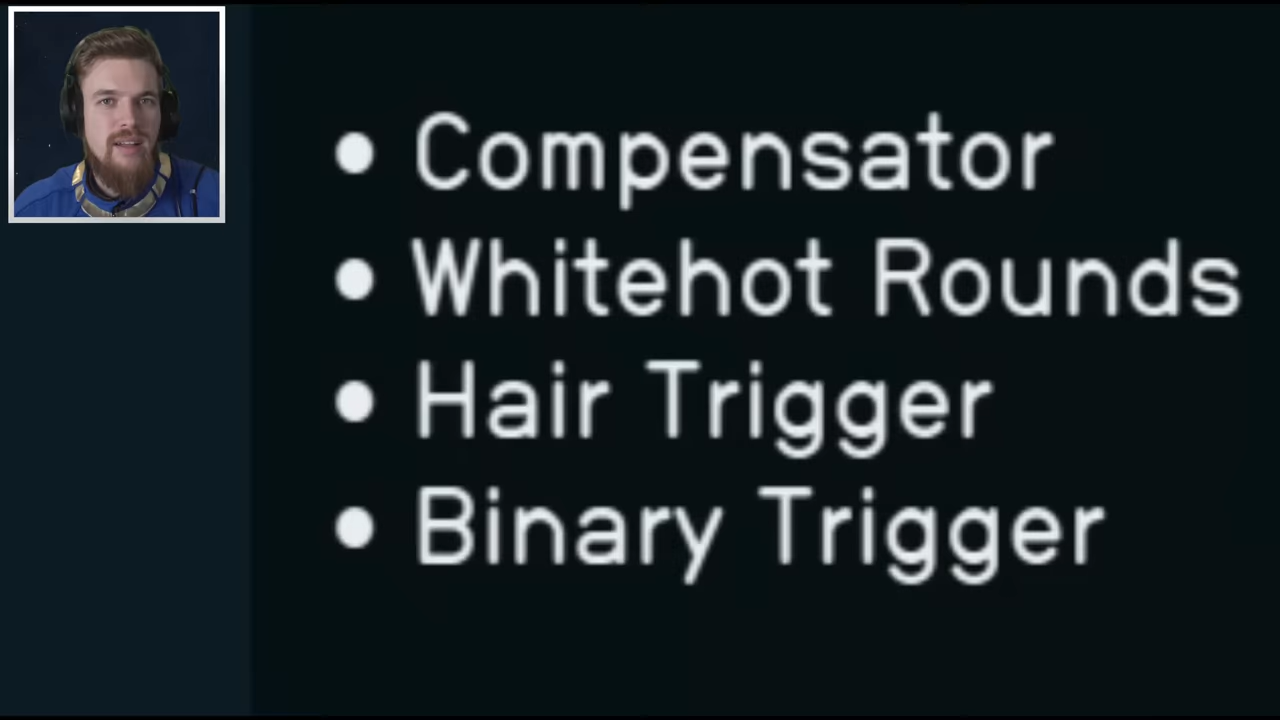 • Compensator
• Whitehot Rounds
• Hair Trigger
• Binary Trigger